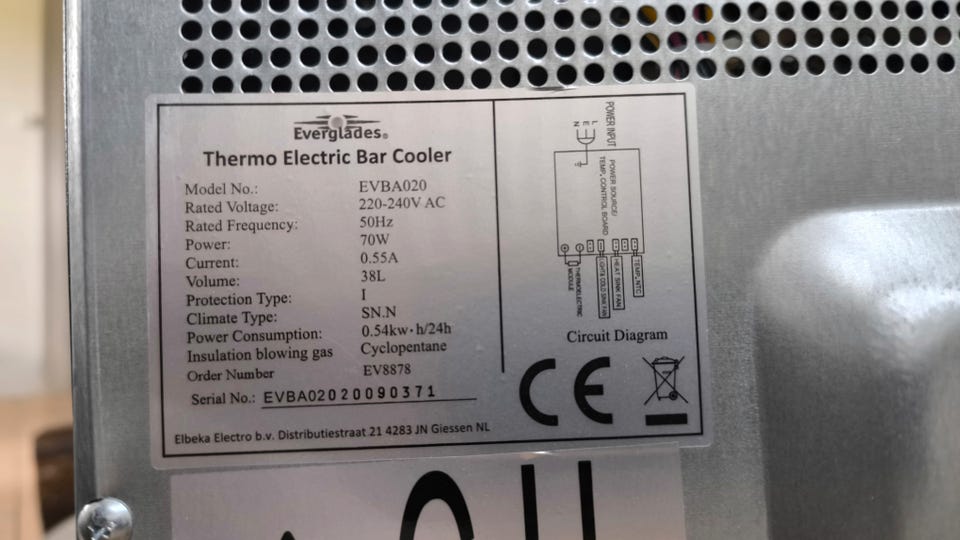 Everglades®
Thermo Electric Bar Cooler
Model No.: EVBA020
Rated Voltage: 220-240V AC
Rated Frequency: 50Hz
Power: 70W
Current: 0.55A
Volume: 38L
Protection Type: I
Climate Type: SN.N
Power Consumption: 0.54kw·h/24h
Insulation blowing gas Cyclopentane
Order Number EV8878
Serial No.: EVBA02020090371
Elbeka Electro b.v. Distributiestraat 21 4283 JN Giessen NL
POWER INPUT
L
E
N
POWER SOURCE/
TEMP. CONTROL BOARD
TEMP. NTC
HEAT SINK FAN
COLD SINK FAN
THERMOELECTRIC
MODULE
Circuit Diagram
CE